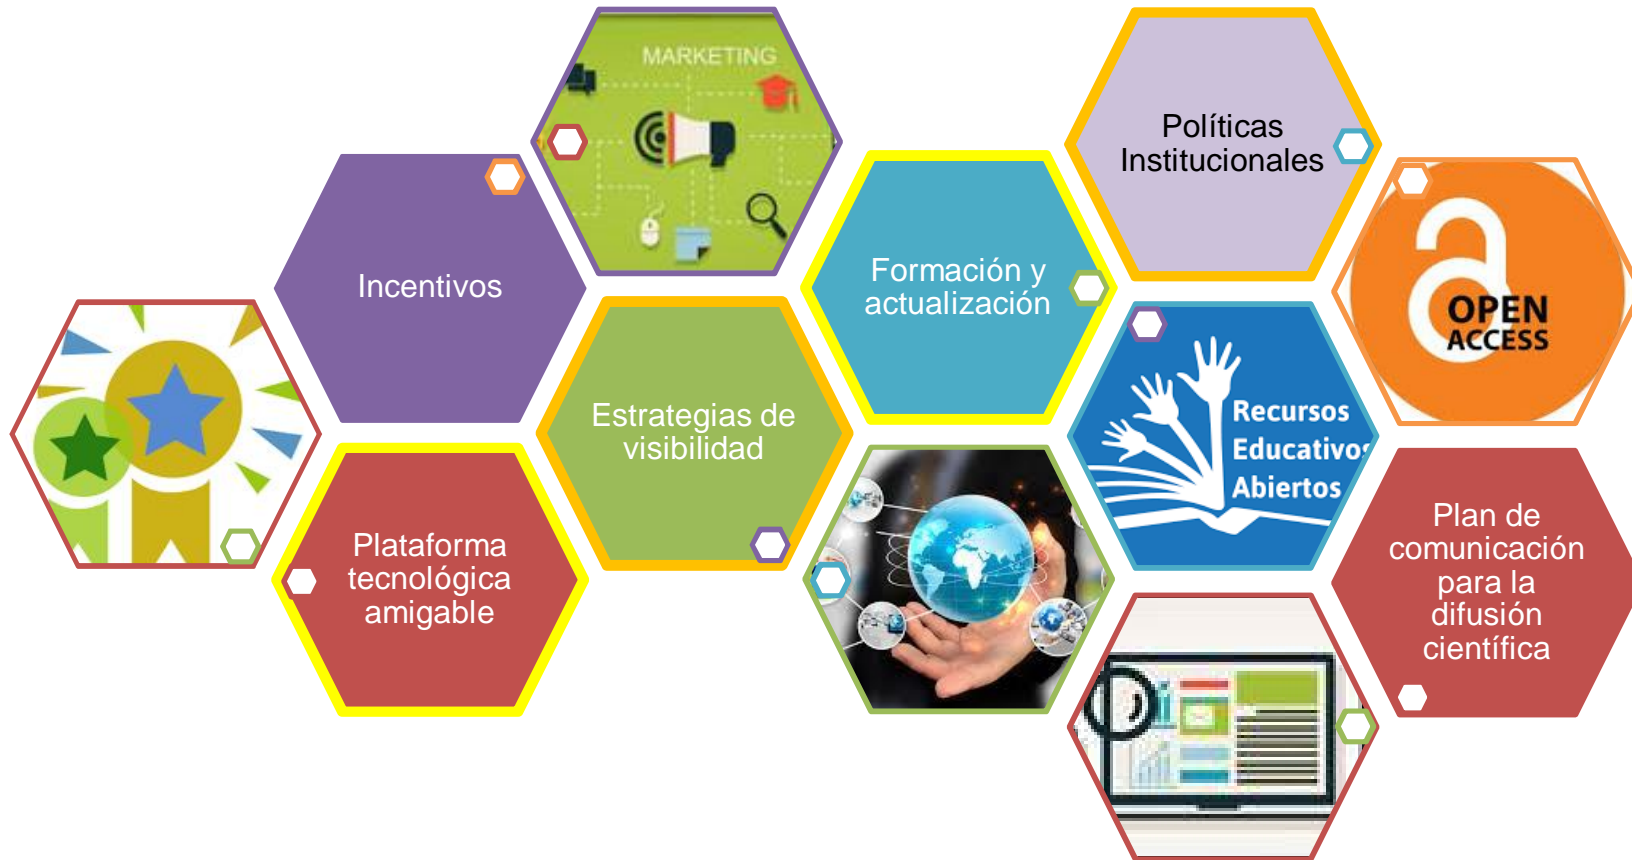 MARKETING
Políticas
Institucionales
Incentivos
Formación y
actualización
OPEN
ACCESS
Estrategias de
visibilidad
Recursos
Educativos
Abiertos
Plataforma
tecnológica
amigable
Plan de
comunicación
para la
difusión
científica